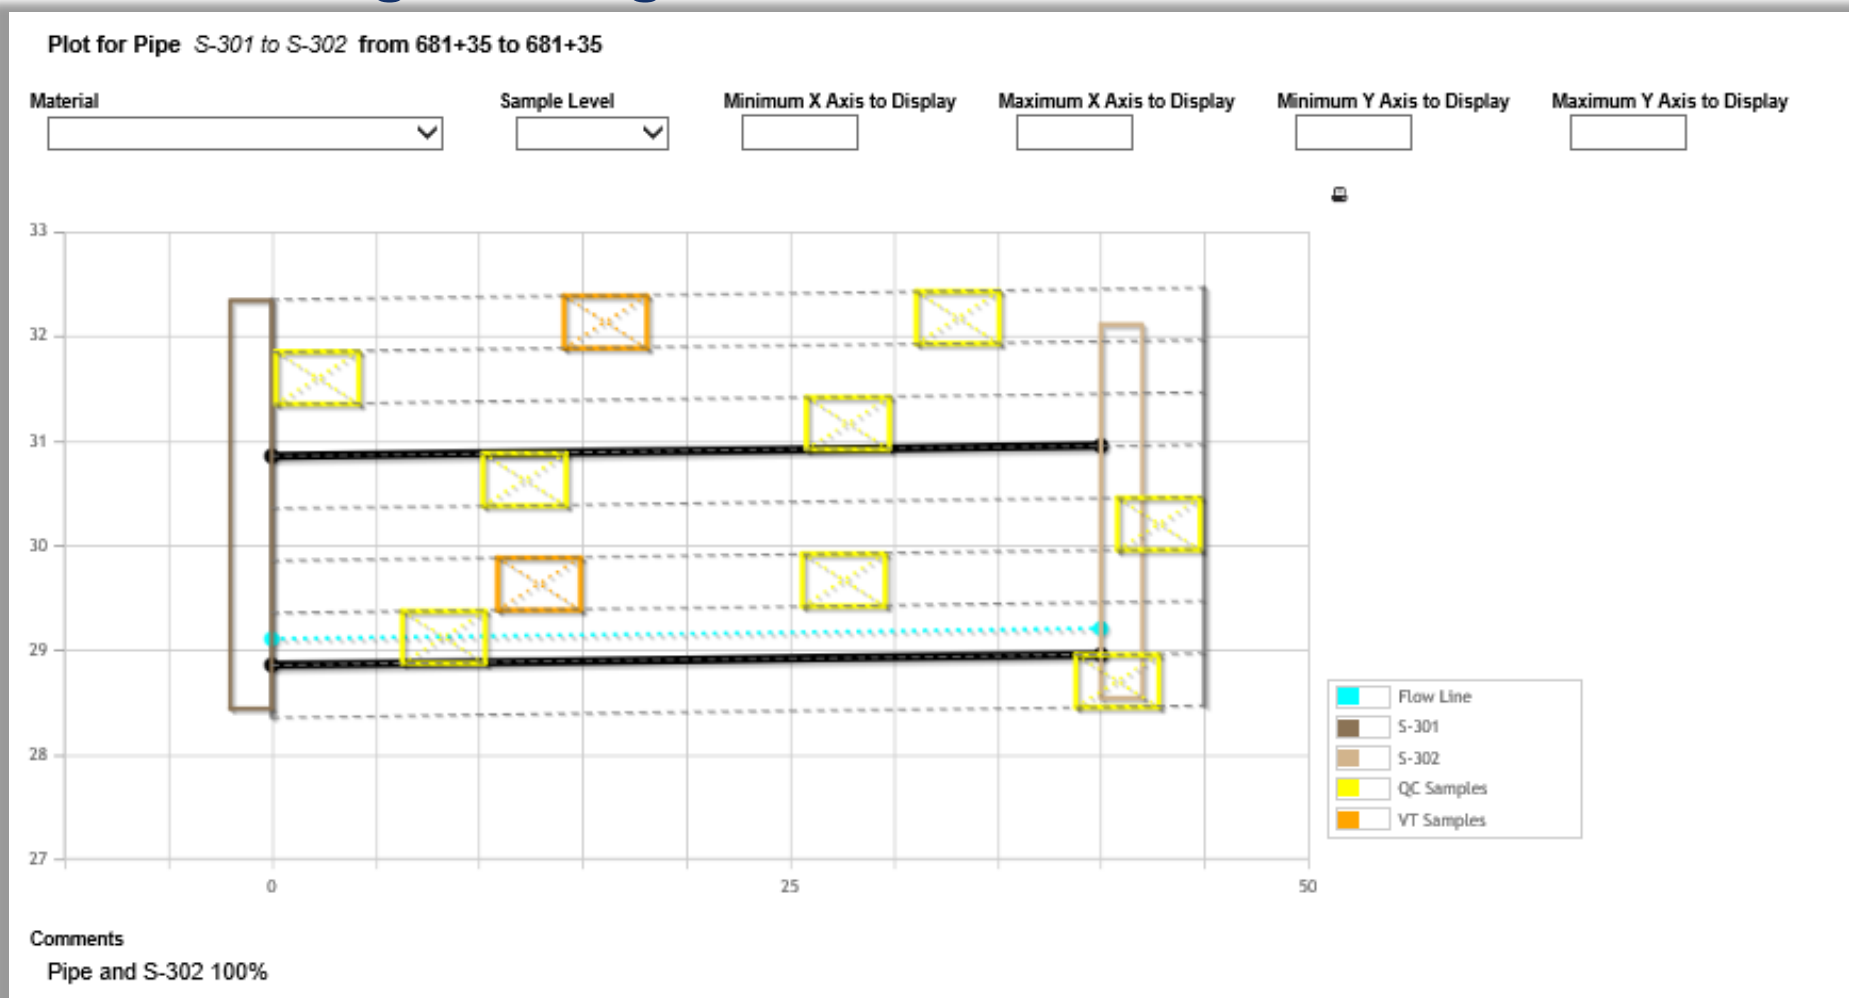 Plot for Pipe S-301 to S-302 from 681+35 to 681+35
Material Sample Level Minimum X Axis to Display Maximum X Axis to Display Minimum Y Axis to Display Maximum Y Axis to Display
33
32
31
30
29
28
27
0 25 50
Flow Line
S-301
S-302
QC Samples
VT Samples
Comments
Pipe and S-302 100%